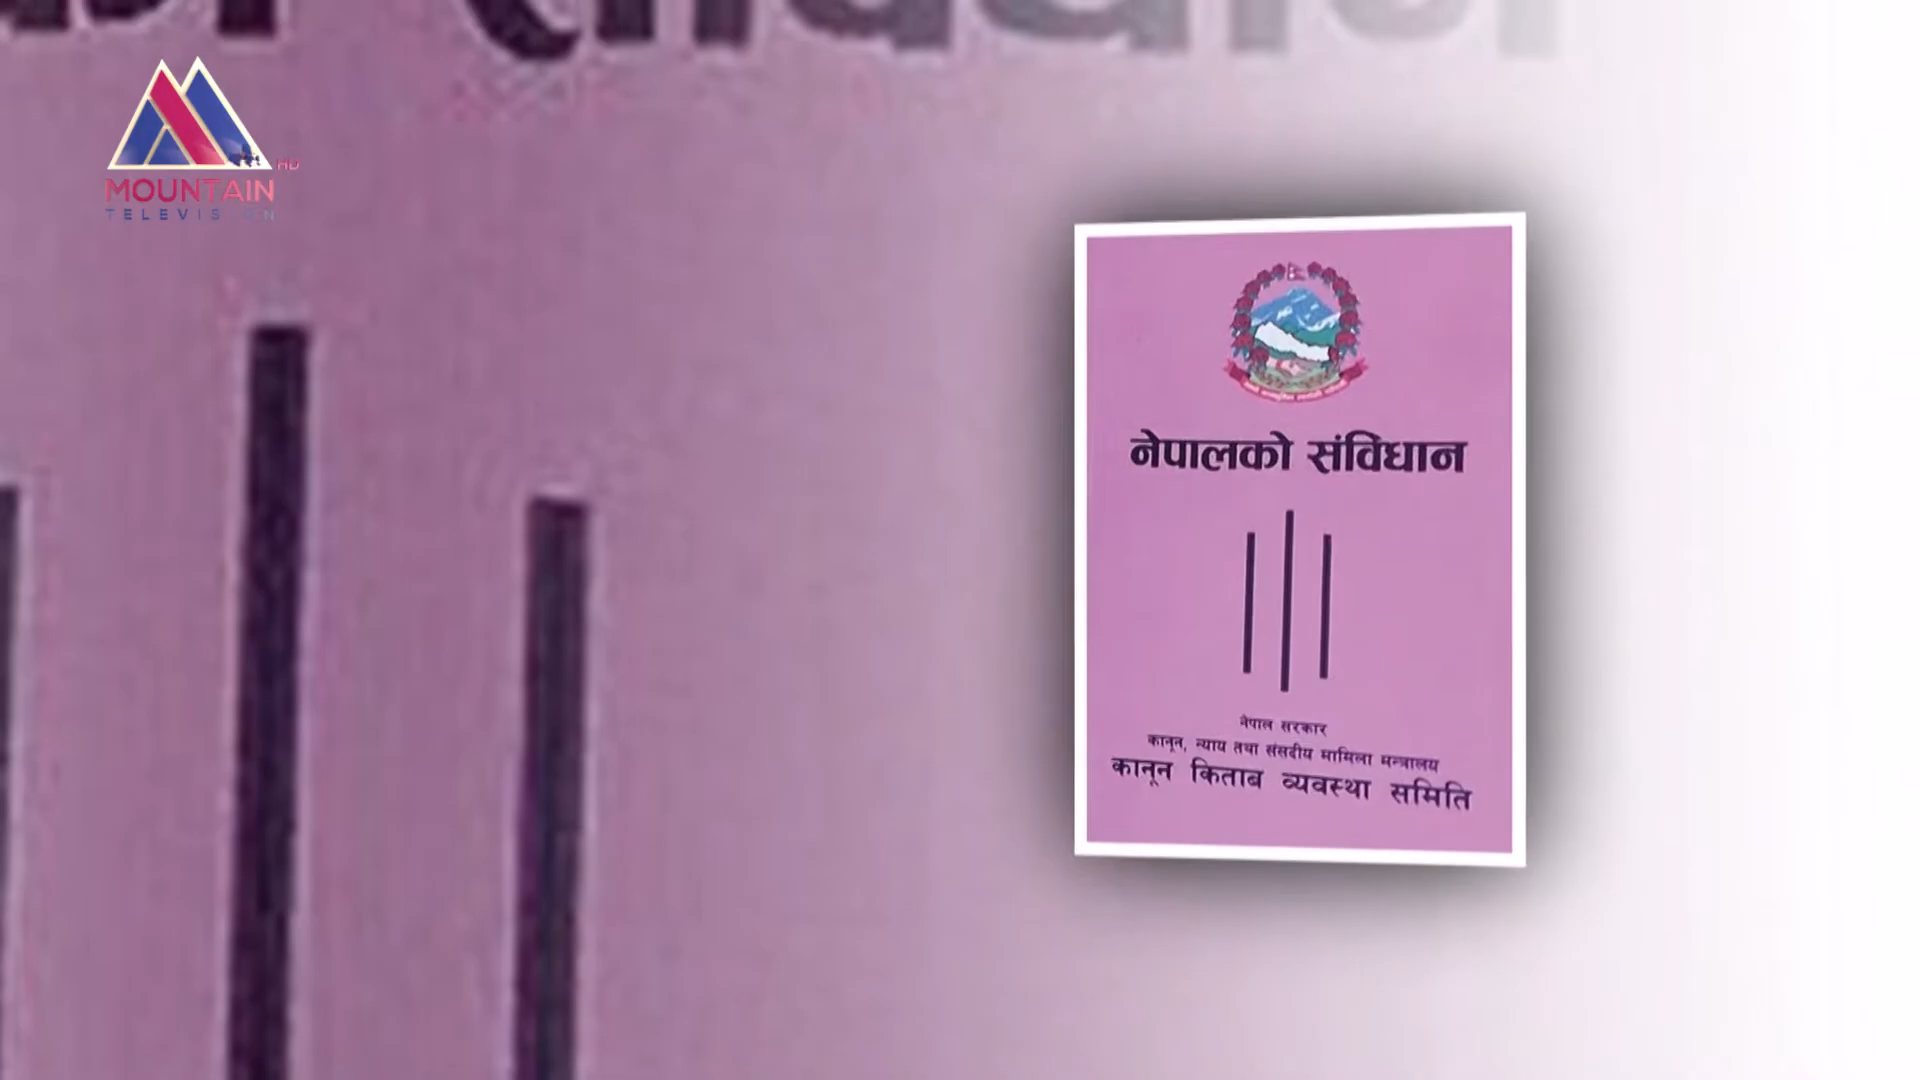 MOUNTAIN
TELEVISION
HD
नेपालको संविधान
नेपाल सरकार
कानून, न्याय तथा संसदीय मामिला मन्त्रालय
कानून किताब व्यवस्था समिति